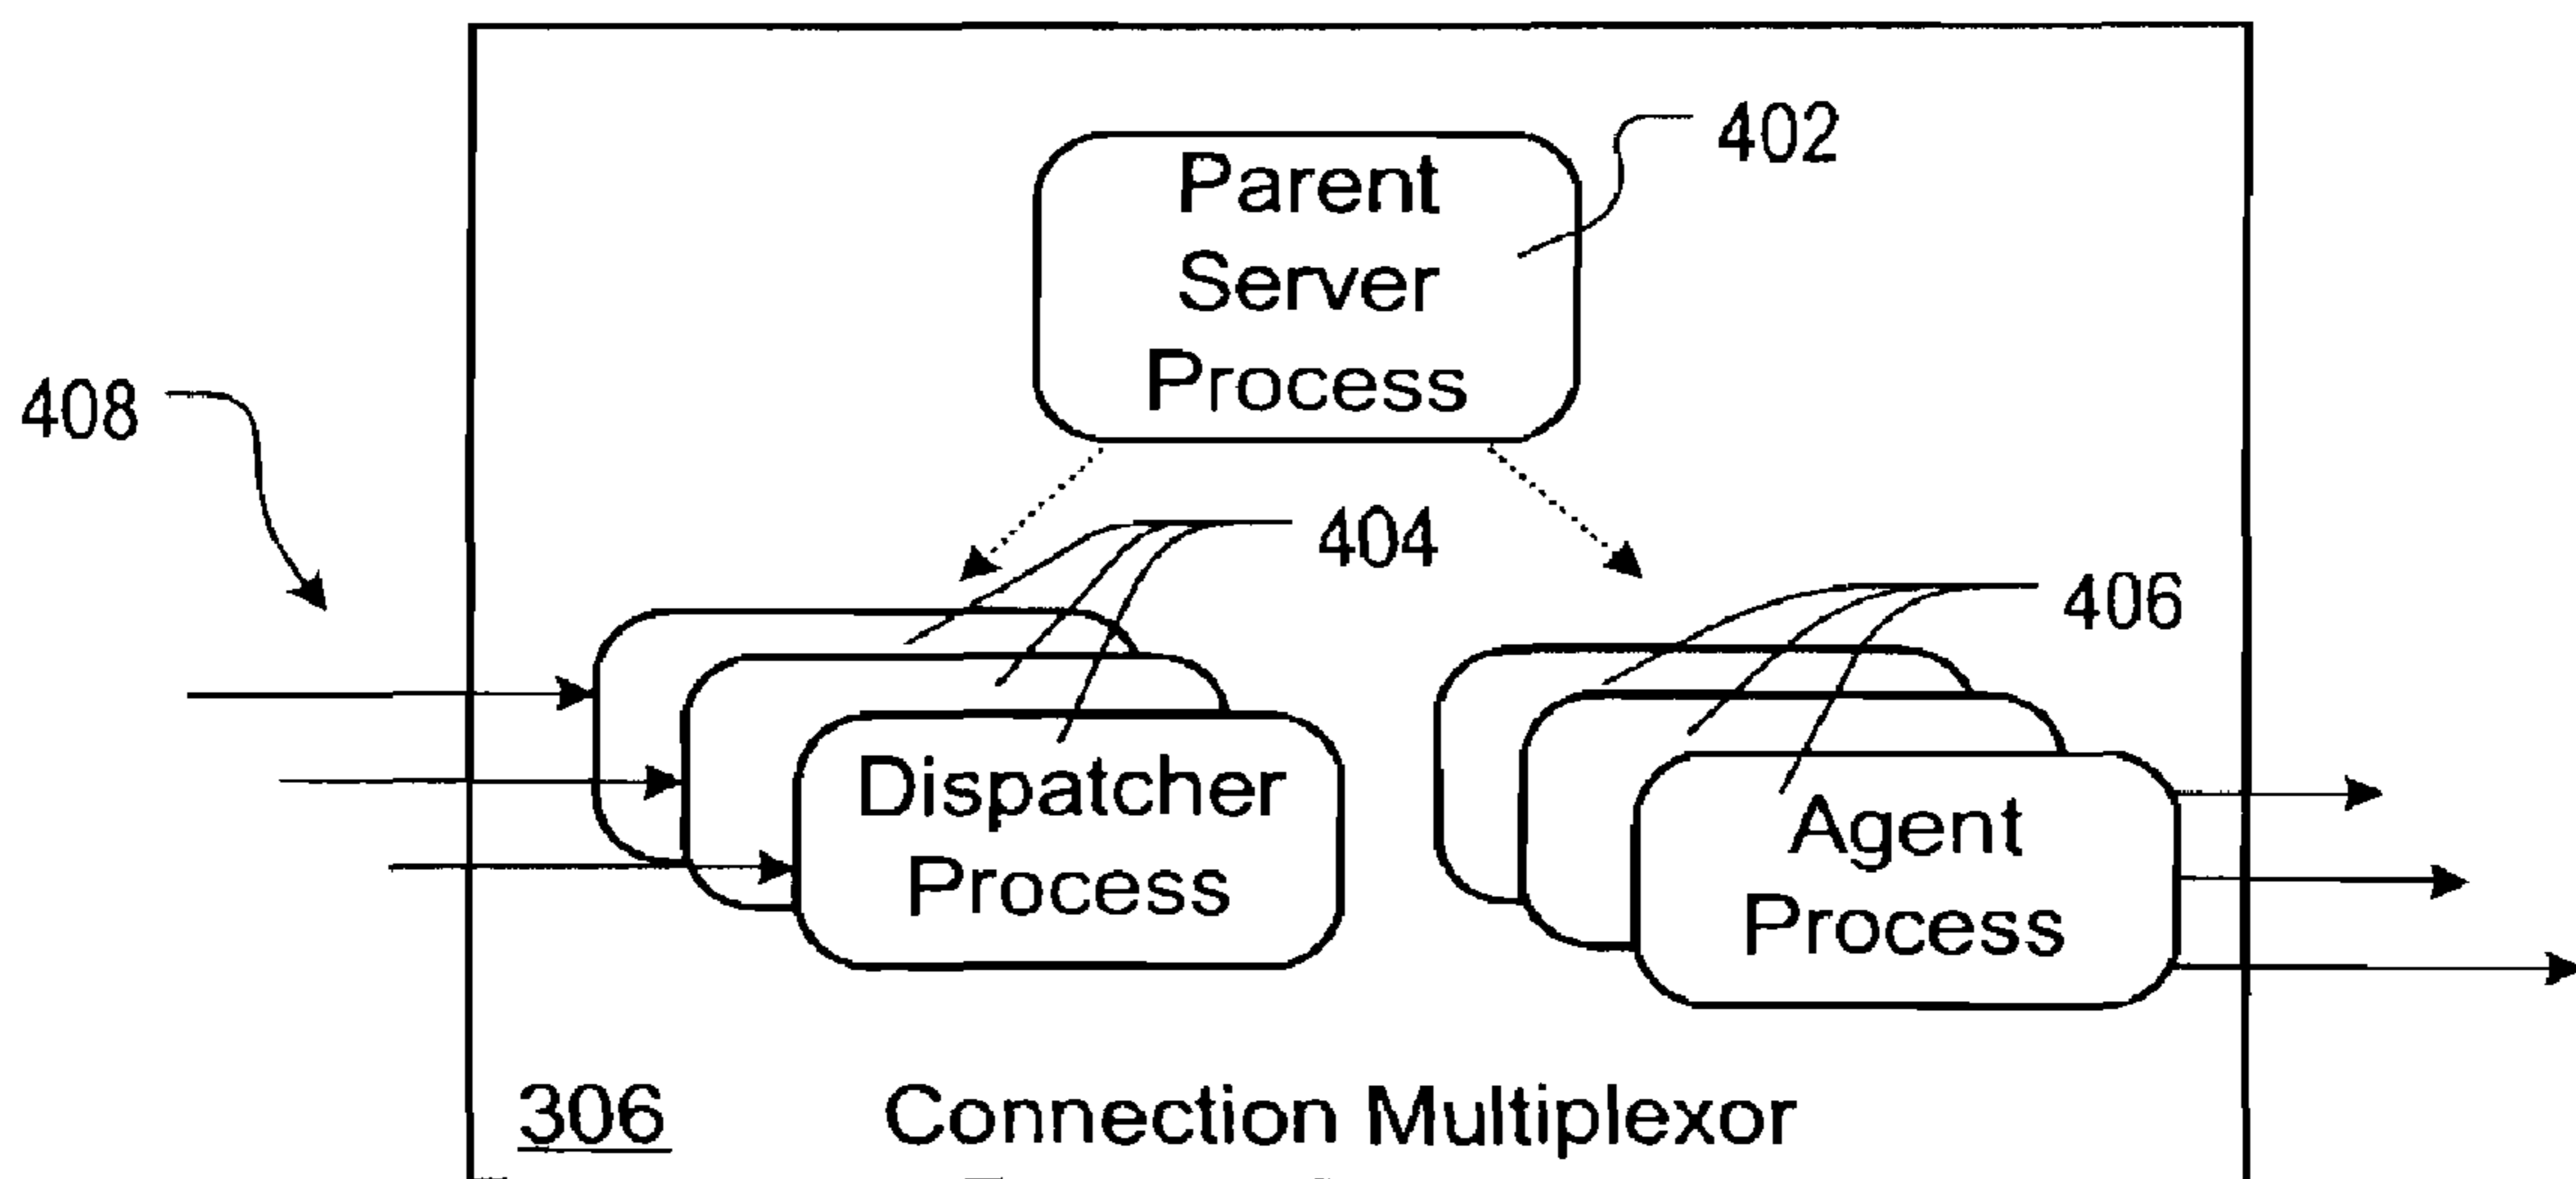 402
Parent
Server
Process
408
404
406
Dispatcher
Process
Agent
Process
306
Connection Multiplexor